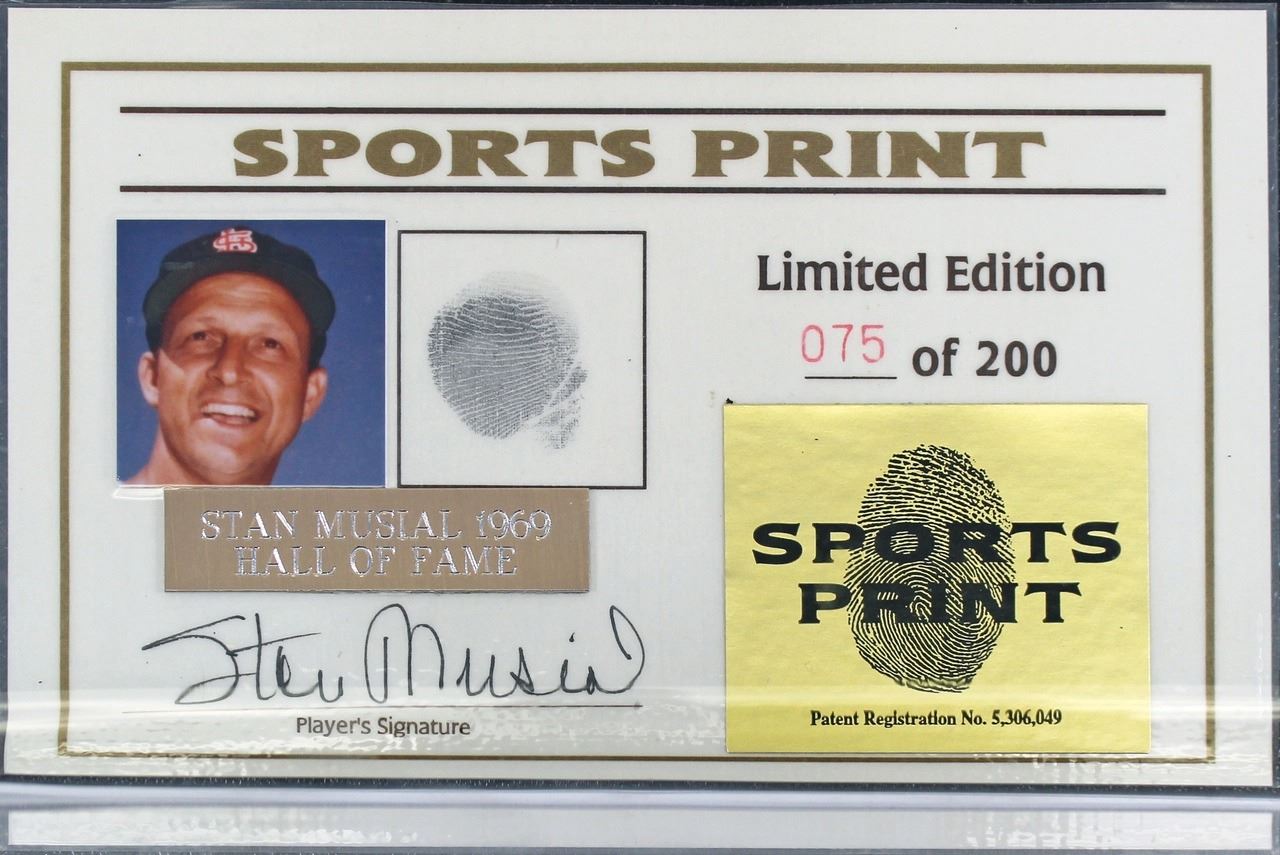 SPORTS PRINT
Limited Edition
075 of 200
STAN MUSIAL 1969
HALL OF FAME
Stan Musial
Player's Signature
SPORTS
PRINT
Patent Registration No. 5,306,049